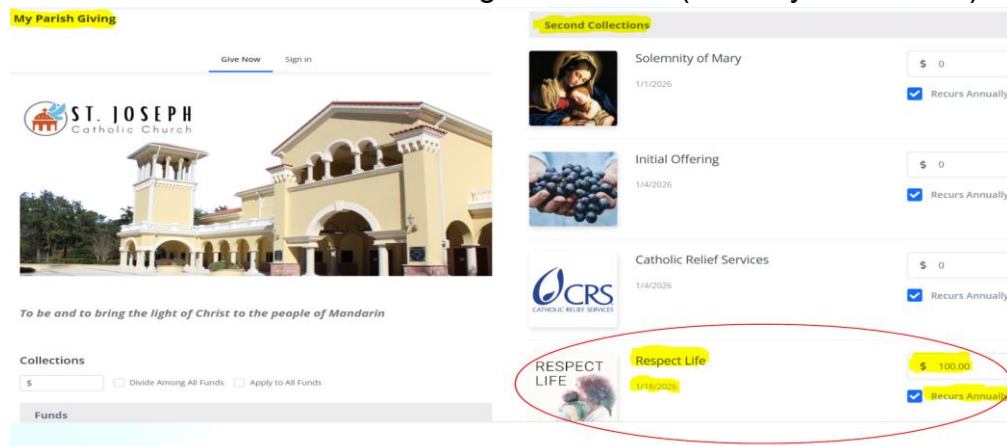 My Parish Giving
Give Now Sign in
ST. JOSEPH
Catholic Church
To be and to bring the light of Christ to the people of Mandarin
Collections
$
Divide Among All Funds Apply to All Funds
Funds
Second Collections
Solemnity of Mary
1/1/2026
$ 0
Recurs Annually
Initial Offering
1/4/2026
$ 0
Recurs Annually
CRS
CATHOLIC RELIEF SERVICES
Catholic Relief Services
1/4/2026
$ 0
Recurs Annually
RESPECT
LIFE
Respect Life
1/18/2026
$ 100.00
Recurs Annually